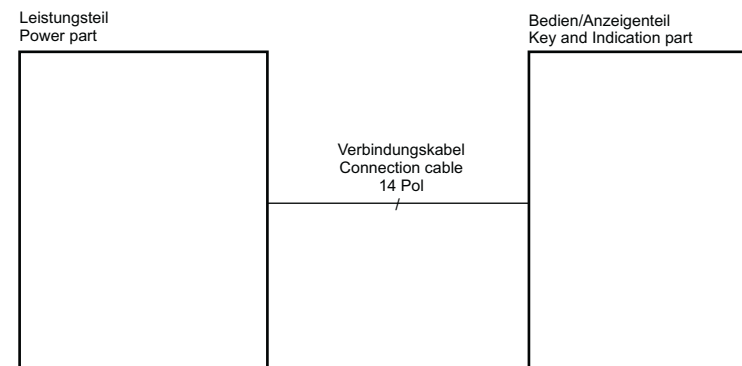 Leistungsteil
Power part
Bedien/Anzeigenteil
Key and Indication part
Verbindungskabel
Connection cable
14 Pol